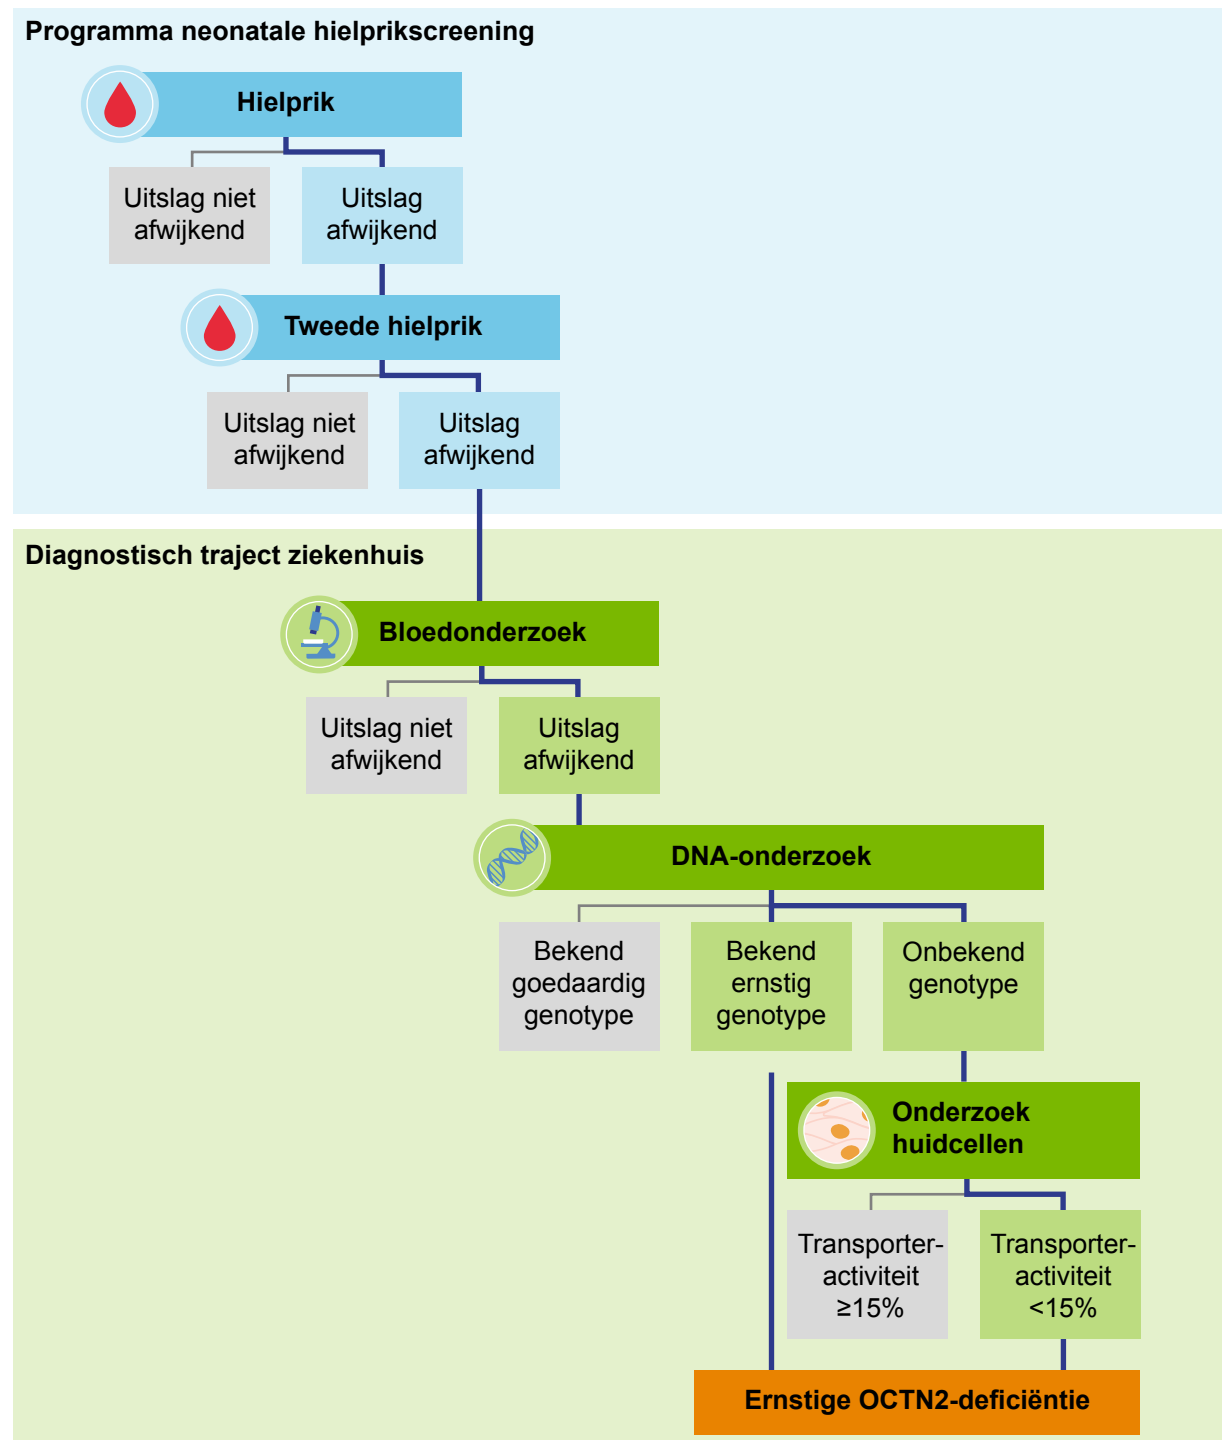 Programma neonatale hielprikscreening
Hielprik
Uitslag niet
afwijkend
Uitslag
afwijkend
Tweede hielprik
Uitslag niet
afwijkend
Uitslag
afwijkend
Diagnostisch traject ziekenhuis
Bloedonderzoek
Uitslag niet
afwijkend
Uitslag
afwijkend
DNA-onderzoek
Bekend
goedaardig
genotype
Bekend
ernstig
genotype
Onbekend
genotype
Onderzoek
huidcellen
Transporter-
activiteit
≥15%
Transporter-
activiteit
<15%
Ernstige OCTN2-deficiëntie